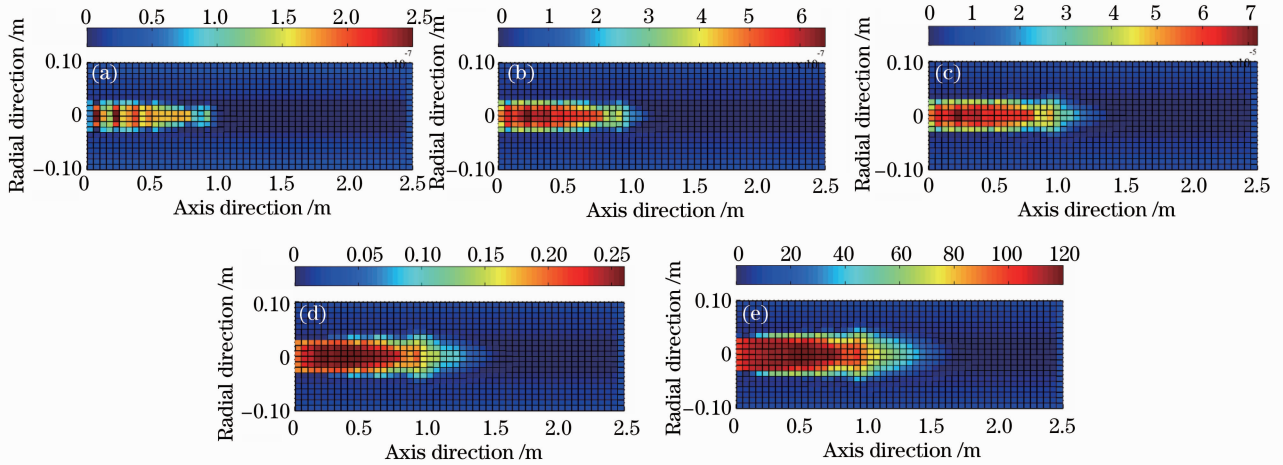 0 0.5 1.0 1.5 2.0 2.5
Radial direction /m
0.10
0
−0.10
(a)
-7
0 0.5 1.0 1.5 2.0 2.5
Axis direction /m
0 1 2 3 4 5 6
Radial direction /m
0.10
0
−0.10
(b)
-7
0 0.5 1.0 1.5 2.0 2.5
Axis direction /m
0 1 2 3 4 5 6 7
Radial direction /m
0.10
0
−0.10
(c)
-5
0 0.5 1.0 1.5 2.0 2.5
Axis direction /m
0 0.05 0.10 0.15 0.20 0.25
Radial direction /m
0.10
0
−0.10
(d)
0 0.5 1.0 1.5 2.0 2.5
Axis direction /m
0 20 40 60 80 100 120
Radial direction /m
0.10
0
−0.10
(e)
0 0.5 1.0 1.5 2.0 2.5
Axis direction /m